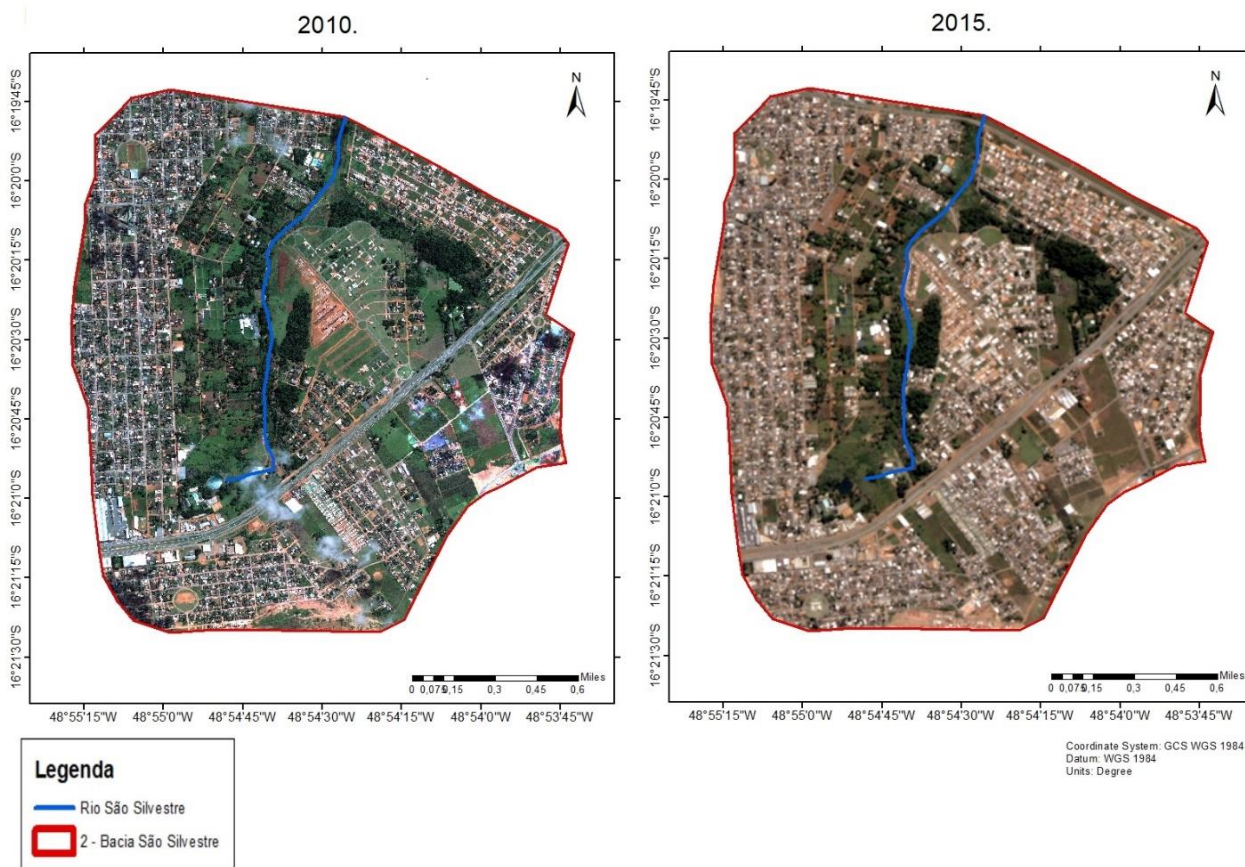 2010.
2015.
N
N
16°19'45"S
16°20'0"S
16°20'15"S
16°20'30"S
16°20'45"S
16°21'0"S
16°21'15"S
16°21'30"S
16°19'45"S
16°20'0"S
16°20'15"S
16°20'30"S
16°20'45"S
16°21'0"S
16°21'15"S
16°21'30"S
Miles
0 0,075 0,15 0,3 0,45 0,6
Miles
0 0,075 0,15 0,3 0,45 0,6
48°55'15"W 48°55'0"W 48°54'45"W 48°54'30"W 48°54'15"W 48°53'45"W
48°55'15"W 48°55'0"W 48°54'45"W 48°54'30"W 48°54'15"W 48°54'0"W 48°53'45"W
Coordinate System: GCS WGS 1984
Datum: WGS 1984
Units: Degree
Legenda
Rio São Silvestre
2 - Bacia São Silvestre